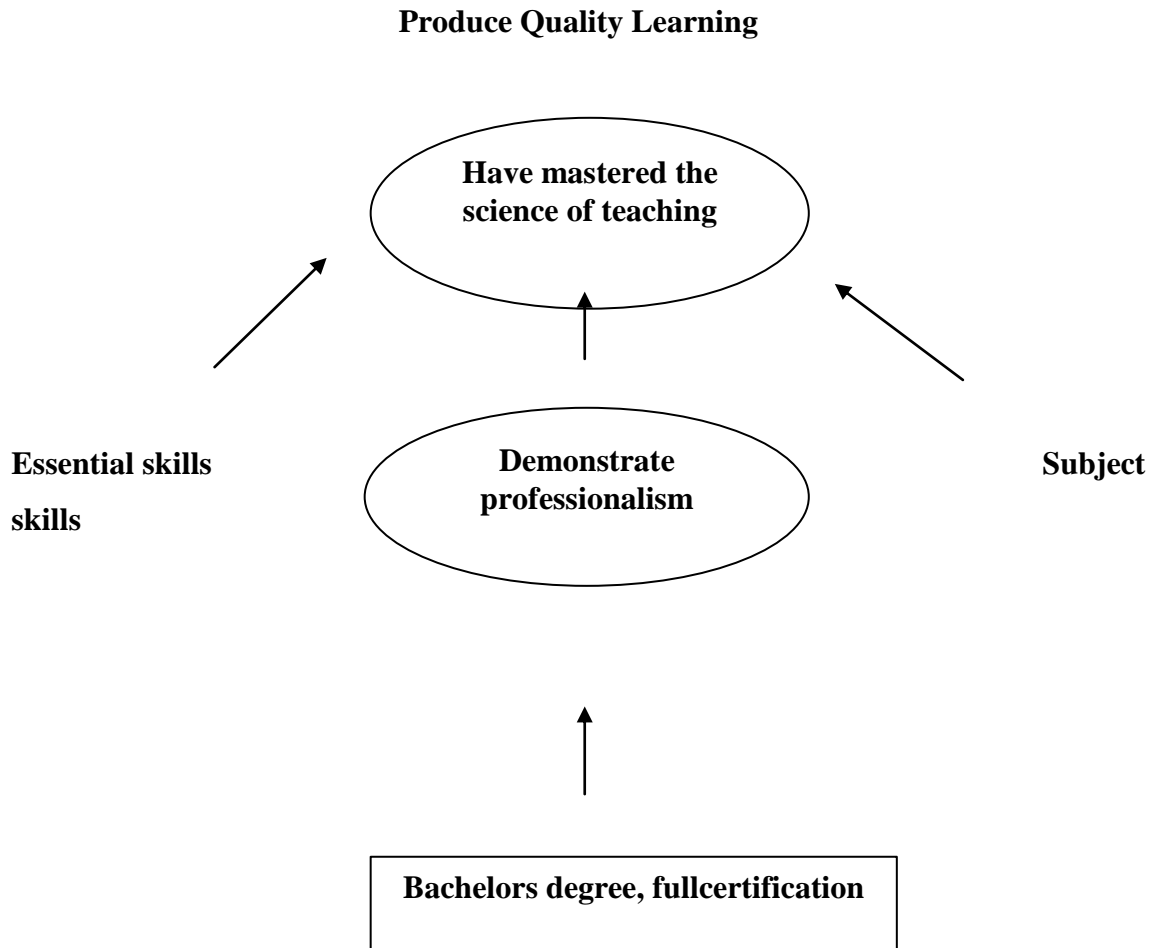 Produce Quality Learning
Have mastered the
science of teaching
Essential skills
skills
Demonstrate
professionalism
Subject
Bachelors degree, fullcertification